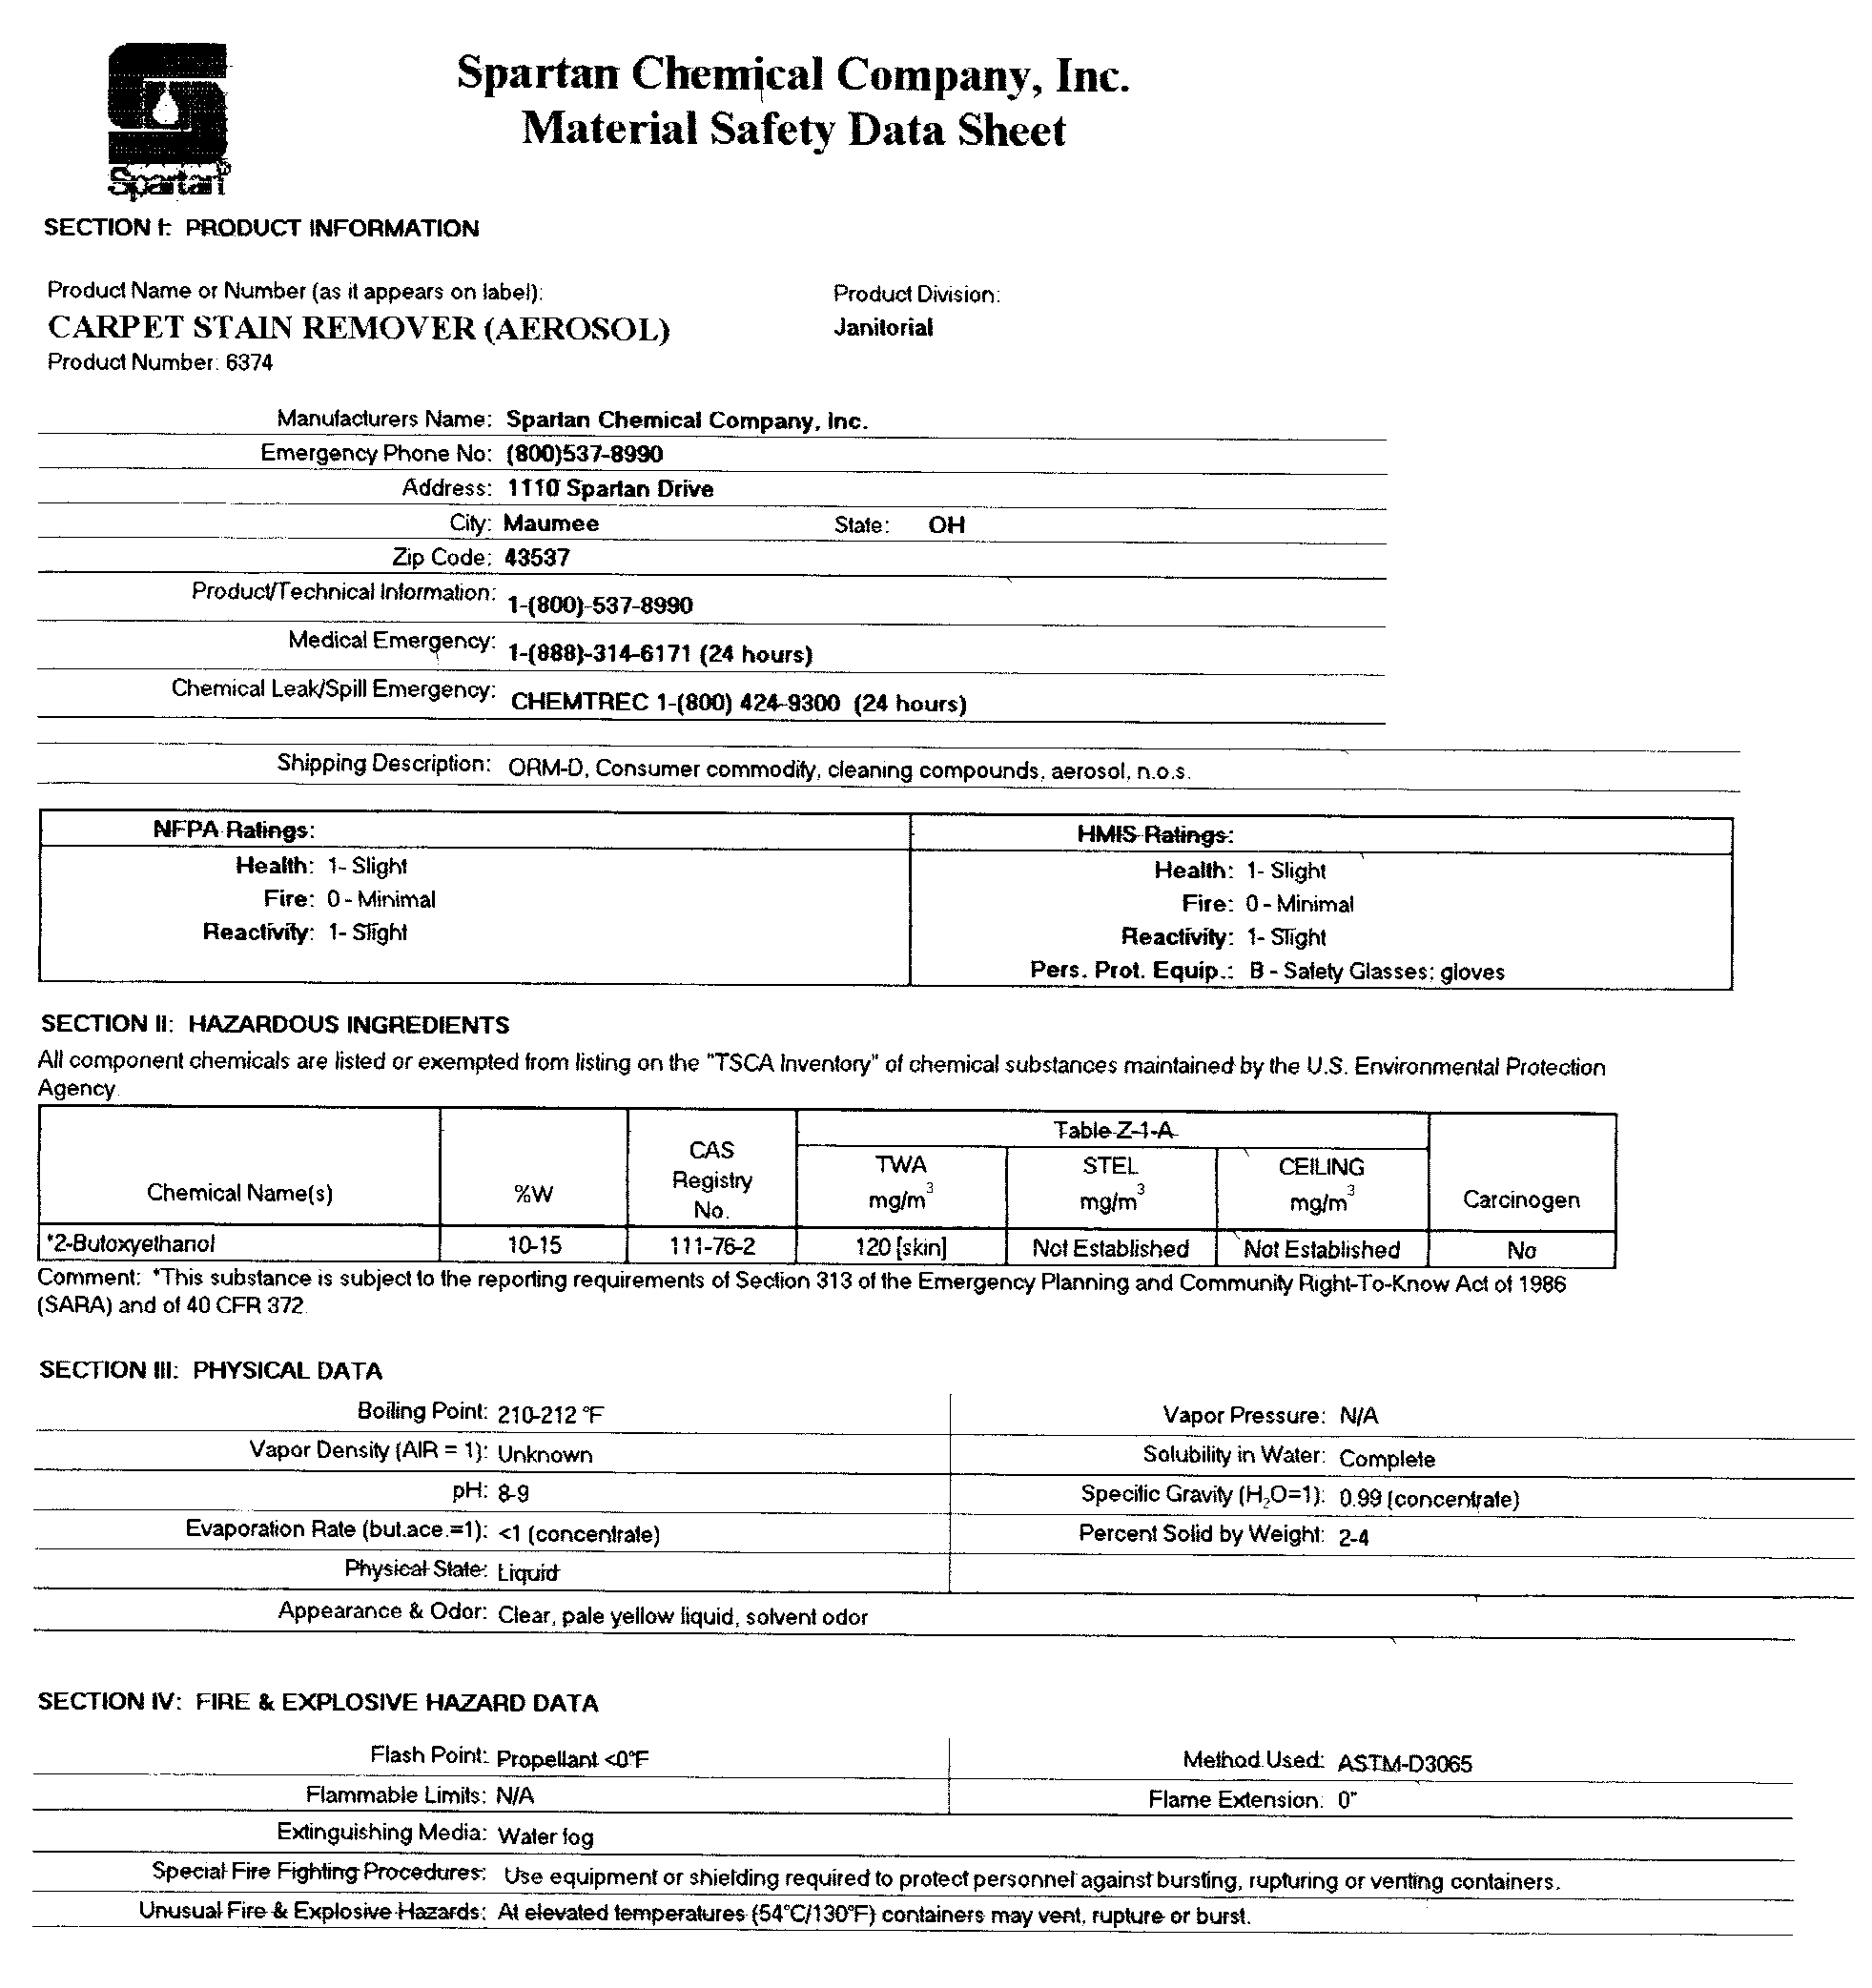 Spartan Chemical Company, Inc.
Material Safety Data Sheet
Spartan®
SECTION I: PRODUCT INFORMATION
Product Name or Number (as it appears on label): Product Division:
CARPET STAIN REMOVER (AEROSOL) Janitorial
Product Number: 6374
Manufacturers Name: Spartan Chemical Company, Inc.
Emergency Phone No: (800)537-8990
Address: 1110 Spartan Drive
City: Maumee State: OH
Zip Code: 43537
Product/Technical Information: 1-(800)-537-8990
Medical Emergency: 1-(888)-314-6171 (24 hours)
Chemical Leak/Spill Emergency: CHEMTREC 1-(800) 424-9300 (24 hours)
Shipping Description: ORM-D, Consumer commodity, cleaning compounds, aerosol, n.o.s.
NFPA Ratings: HMIS Ratings:
Health: 1- Slight Health: 1- Slight
Fire: 0 - Minimal Fire: 0 - Minimal
Reactivity: 1- Slight Reactivity: 1- Slight
Pers. Prot. Equip.: B - Safety Glasses; gloves
SECTION II: HAZARDOUS INGREDIENTS
All component chemicals are listed or exempted from listing on the "TSCA Inventory" of chemical substances maintained by the U.S. Environmental Protection
Agency.
Table Z-1-A
Chemical Name(s) %W CAS Registry No. TWA mg/m³ STEL mg/m³ CEILING mg/m³ Carcinogen
*2-Butoxyethanol 10-15 111-76-2 120 [skin] Not Established Not Established No
Comment: *This substance is subject to the reporting requirements of Section 313 of the Emergency Planning and Community Right-To-Know Act of 1986
(SARA) and of 40 CFR 372.
SECTION III: PHYSICAL DATA
Boiling Point: 210-212 °F Vapor Pressure: N/A
Vapor Density (AIR = 1): Unknown Solubility in Water: Complete
pH: 8-9 Specific Gravity (H₂O=1): 0.99 (concentrate)
Evaporation Rate (but.ace.=1): <1 (concentrate) Percent Solid by Weight: 2-4
Physical State: Liquid
Appearance & Odor: Clear, pale yellow liquid, solvent odor
SECTION IV: FIRE & EXPLOSIVE HAZARD DATA
Flash Point: Propellant <0°F Method Used: ASTM-D3065
Flammable Limits: N/A Flame Extension: 0"
Extinguishing Media: Water fog
Special Fire Fighting Procedures: Use equipment or shielding required to protect personnel against bursting, rupturing or venting containers.
Unusual Fire & Explosive Hazards: At elevated temperatures (54°C/130°F) containers may vent, rupture or burst.